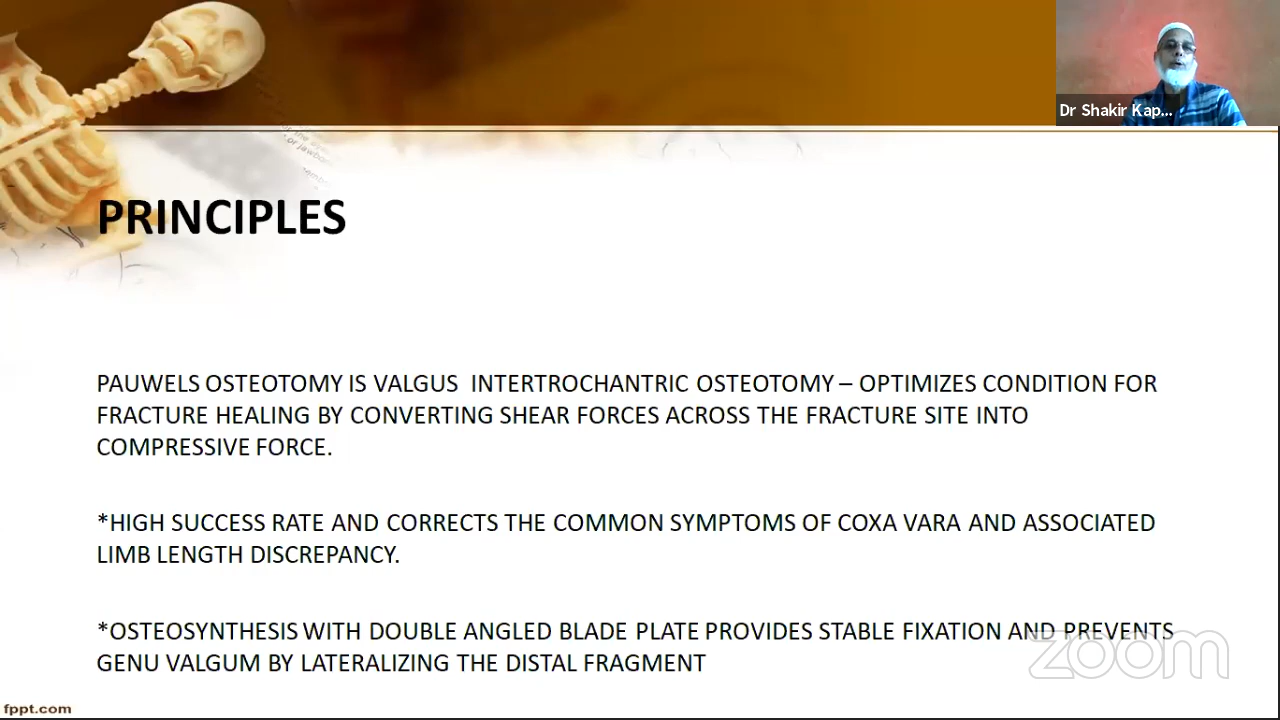 Dr Shakir Kap...
PRINCIPLES
PAUWELS OSTEOTOMY IS VALGUS INTERTROCHANTRIC OSTEOTOMY – OPTIMIZES CONDITION FOR
FRACTURE HEALING BY CONVERTING SHEAR FORCES ACROSS THE FRACTURE SITE INTO
COMPRESSIVE FORCE.
*HIGH SUCCESS RATE AND CORRECTS THE COMMON SYMPTOMS OF COXA VARA AND ASSOCIATED
LIMB LENGTH DISCREPANCY.
*OSTEOSYNTHESIS WITH DOUBLE ANGLED BLADE PLATE PROVIDES STABLE FIXATION AND PREVENTS
GENU VALGUM BY LATERALIZING THE DISTAL FRAGMENT
zoom
fppt.com